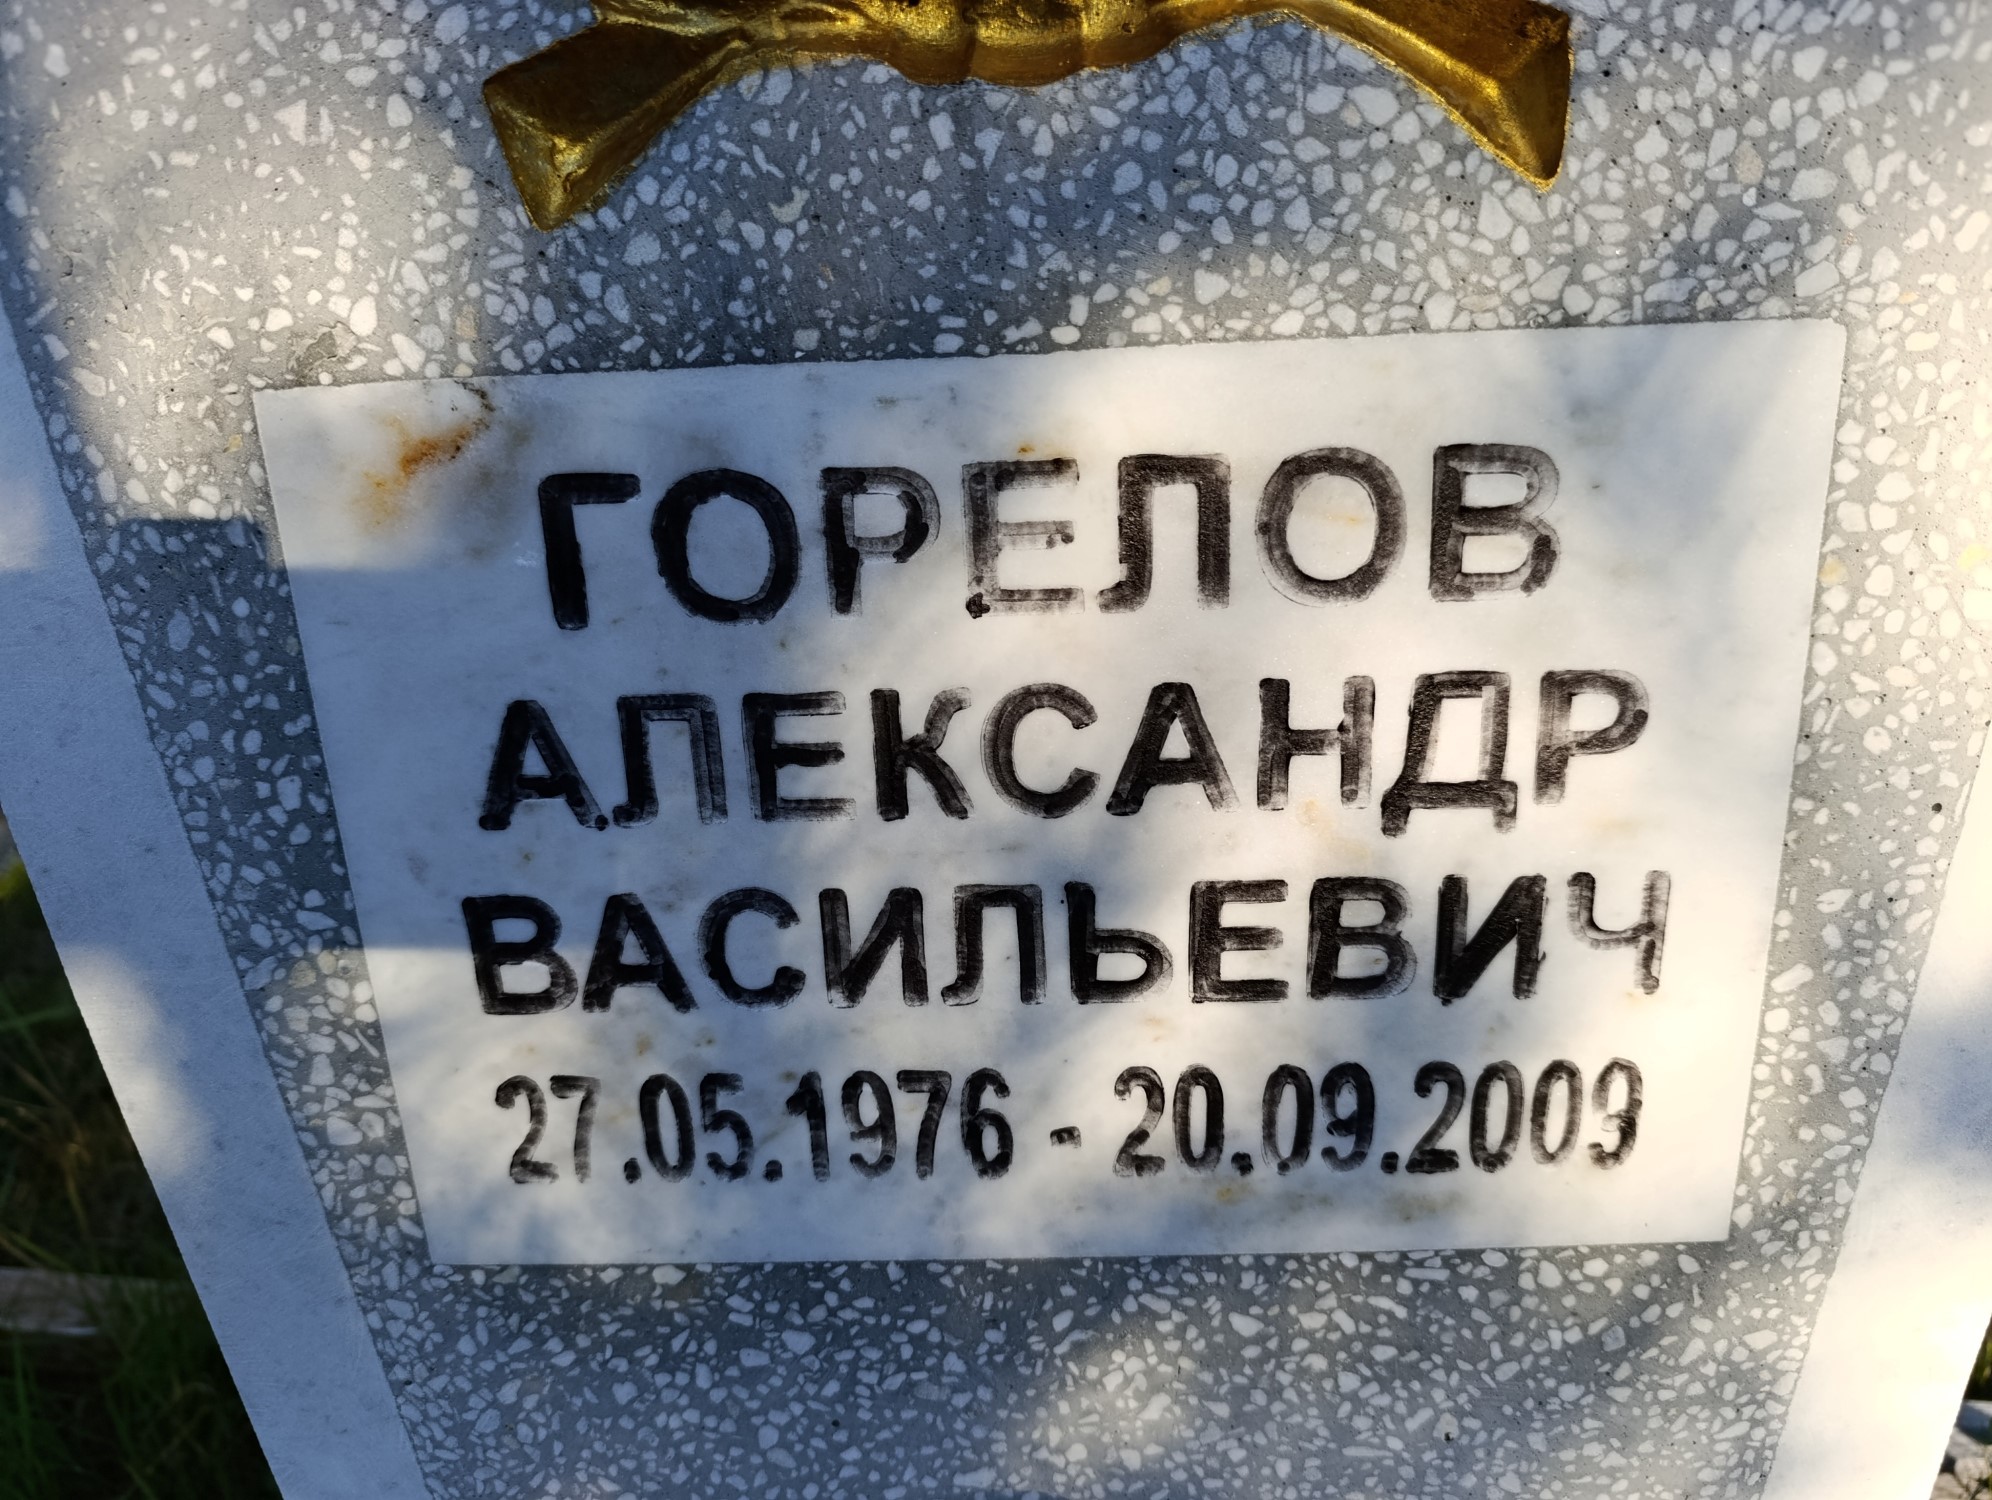 ГОРЕЛОВ
АЛЕКСАНДР
ВАСИЛЬЕВИЧ
27.05.1976 - 20.09.2009